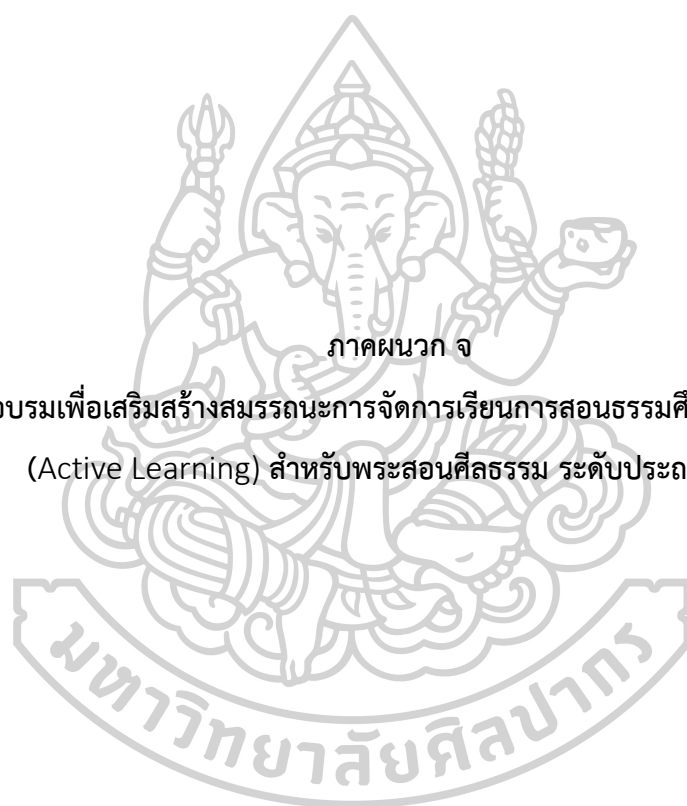 ภาคผนวก จ
อบรมเพื่อเสริมสร้างสมรรถนะการจัดการเรียนการสอนธรรมศึ
(Active Learning) สำหรับพระสอนศีลธรรม ระดับประถ
มหาวิทยาลัยศิลปากร